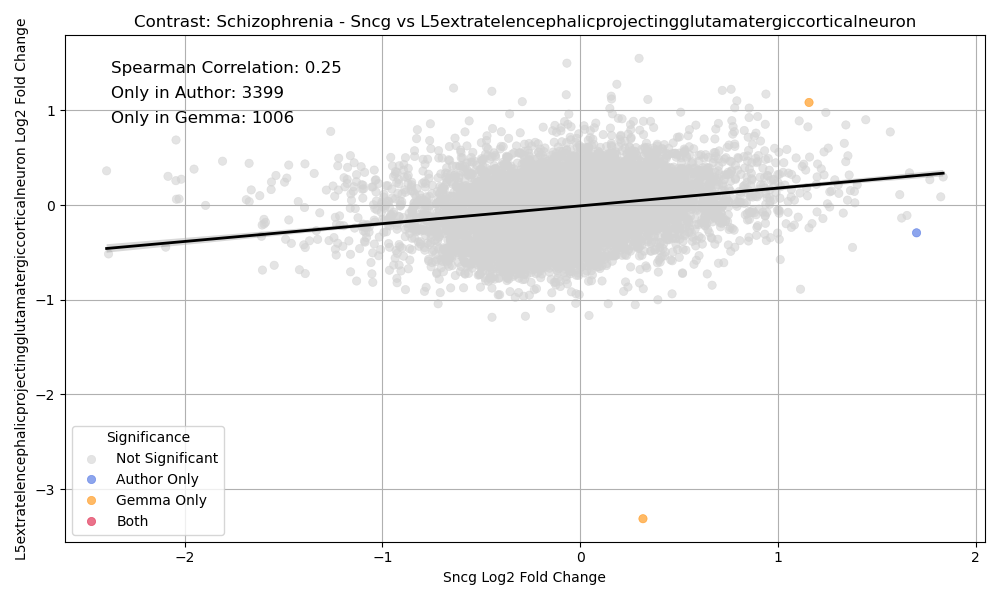 Contrast: Schizophrenia - Sncg vs L5extratelencephalicprojectingglutamatergiccorticalneuron
L5extratelencephalicprojectingglutamatergiccorticalneuron Log2 Fold Change
Spearman Correlation: 0.25
Only in Author: 3399
Only in Gemma: 1006
1
0
−1
−2
−3
Significance
Not Significant
Author Only
Gemma Only
Both
−2
−1
0
1
2
Sncg Log2 Fold Change